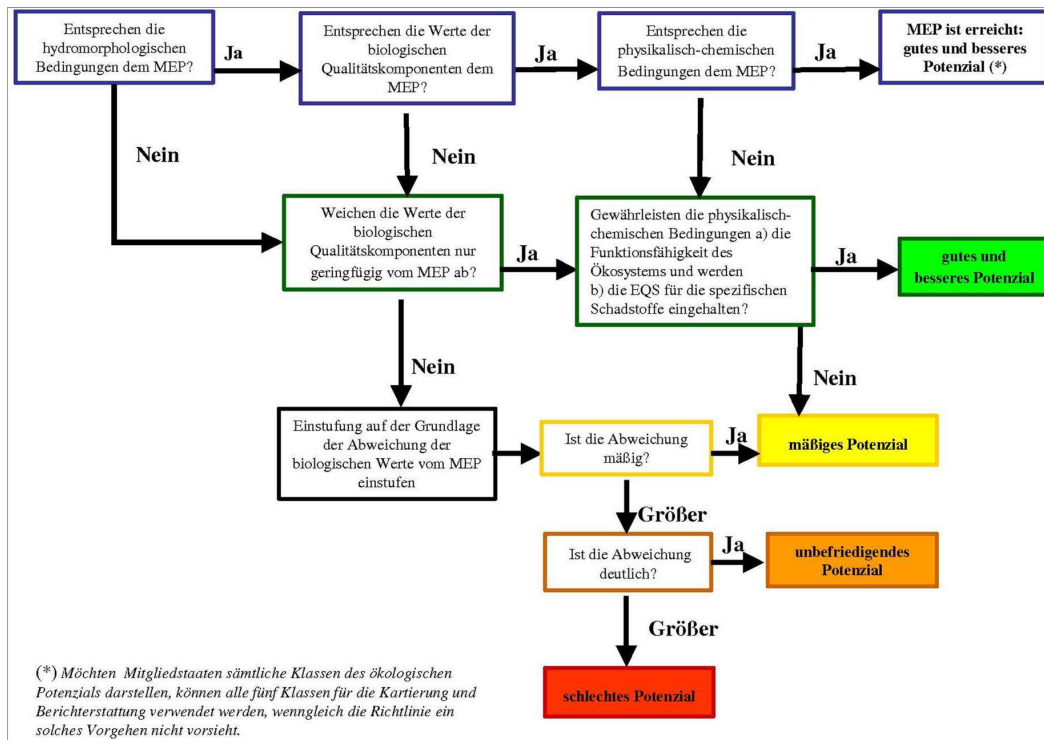 Entsprechen die
hydromorphologischen
Bedingungen dem MEP?
Ja
Entsprechen die Werte der
biologischen
Qualitätskomponenten dem
MEP?
Ja
Entsprechen die
physikalisch-chemischen
Bedingungen dem MEP?
Ja
MEP ist erreicht:
gutes und besseres
Potenzial (*)
Nein
Nein
Nein
Weichen die Werte der
biologischen
Qualitätskomponenten nur
geringfügig vom MEP ab?
Ja
Gewährleisten die physikalisch-
chemischen Bedingungen a) die
Funktionsfähigkeit des
Ökosystems und werden
b) die EQS für die spezifischen
Schadstoffe eingehalten?
Ja
gutes und
besseres Potenzial
Nein
Nein
Einstufung auf der Grundlage
der Abweichung der
biologischen Werte vom MEP
einstufen
Ist die Abweichung
mäßig?
Ja
mäßiges Potenzial
Größer
Ist die Abweichung
deutlich?
Ja
unbefriedigendes
Potenzial
Größer
schlechtes Potenzial
(*) Möchten Mitgliedstaaten sämtliche Klassen des ökologischen
Potenzials darstellen, können alle fünf Klassen für die Kartierung und
Berichterstattung verwendet werden, wenngleich die Richtlinie ein
solches Vorgehen nicht vorsieht.